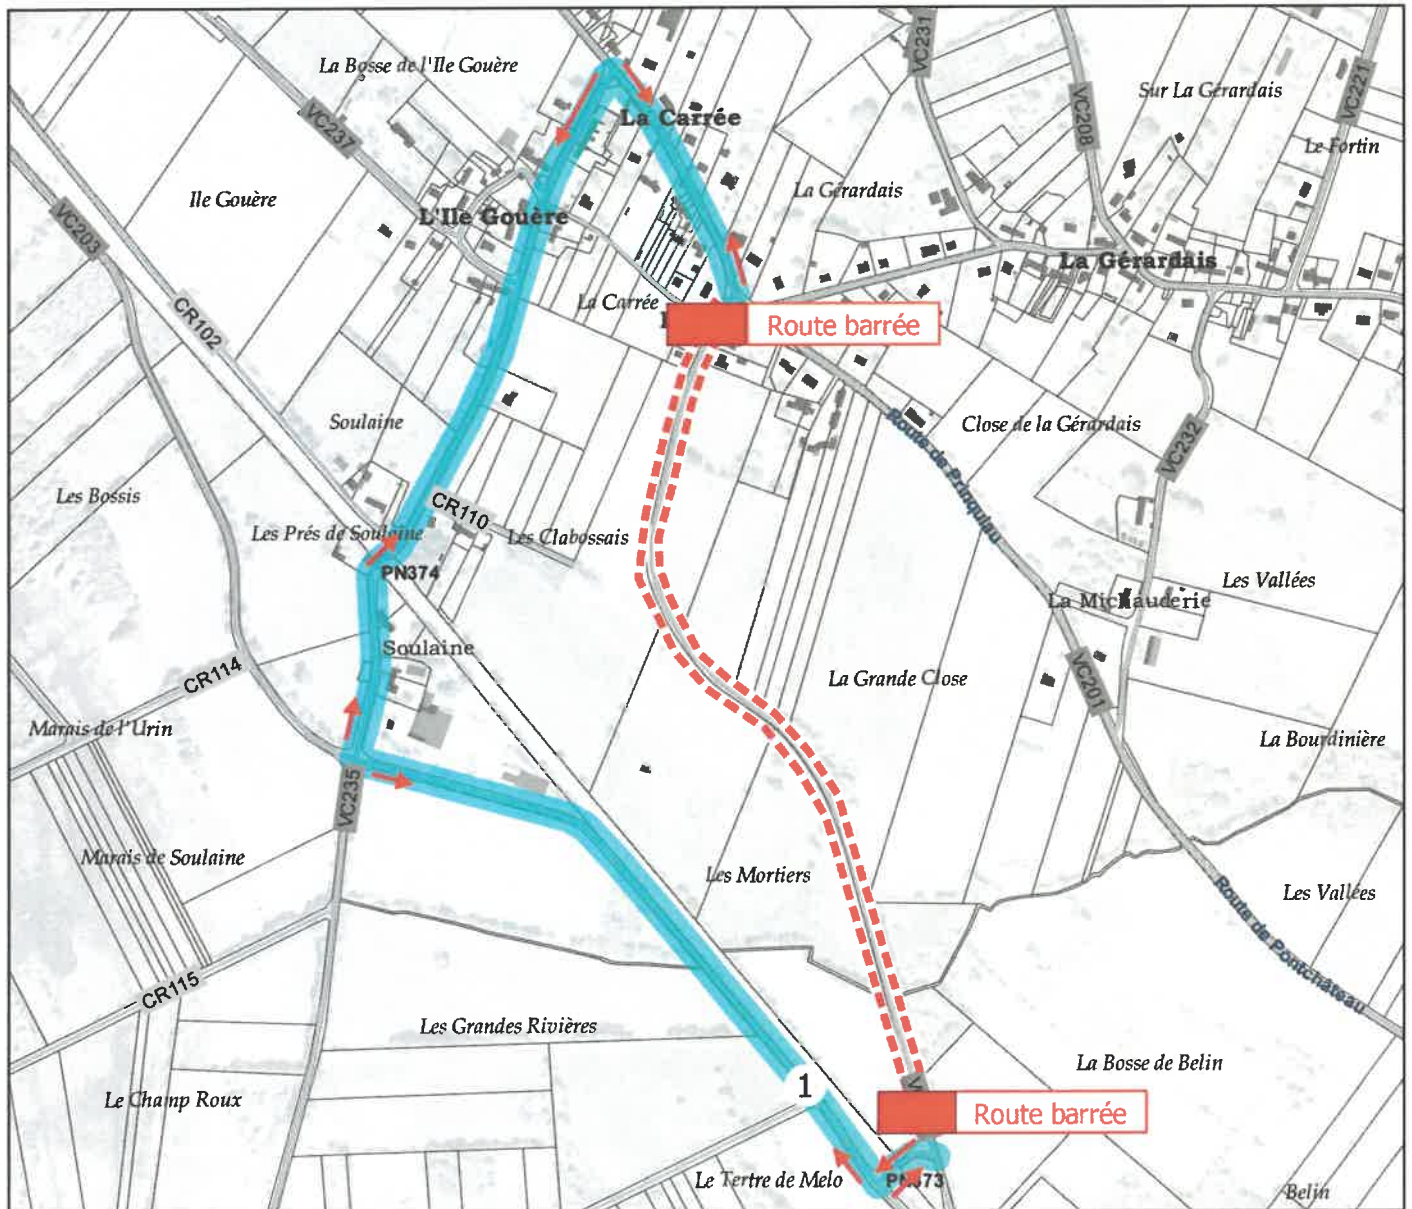 La Bosse de l'Ile Gouère
VC231
VC221
VC208
Sur La Gérardais
La Carrée
VC237
Le Fortin
Ile Gouère
La Gérardais
L'Ile Gouère
VC203
La Gérardais
CR102
La Carrée
Route barrée
Soulaine
Close de la Gérardais
Route de Prinquiau
VC232
Les Bossis
CR110
Les Prés de Soulaine
Les Clabossais
PN374
Les Vallées
La Michauderie
Soulaine
CR114
La Grande Close
VC201
Marais de l'Urin
La Bourdinière
VC235
Marais de Soulaine
Les Mortiers
Les Vallées
Route de Pontchâteau
CR115
Les Grandes Rivières
La Bosse de Belin
1
Le Champ Roux
V
Route barrée
Le Tertre de Melo
PN373
Belin